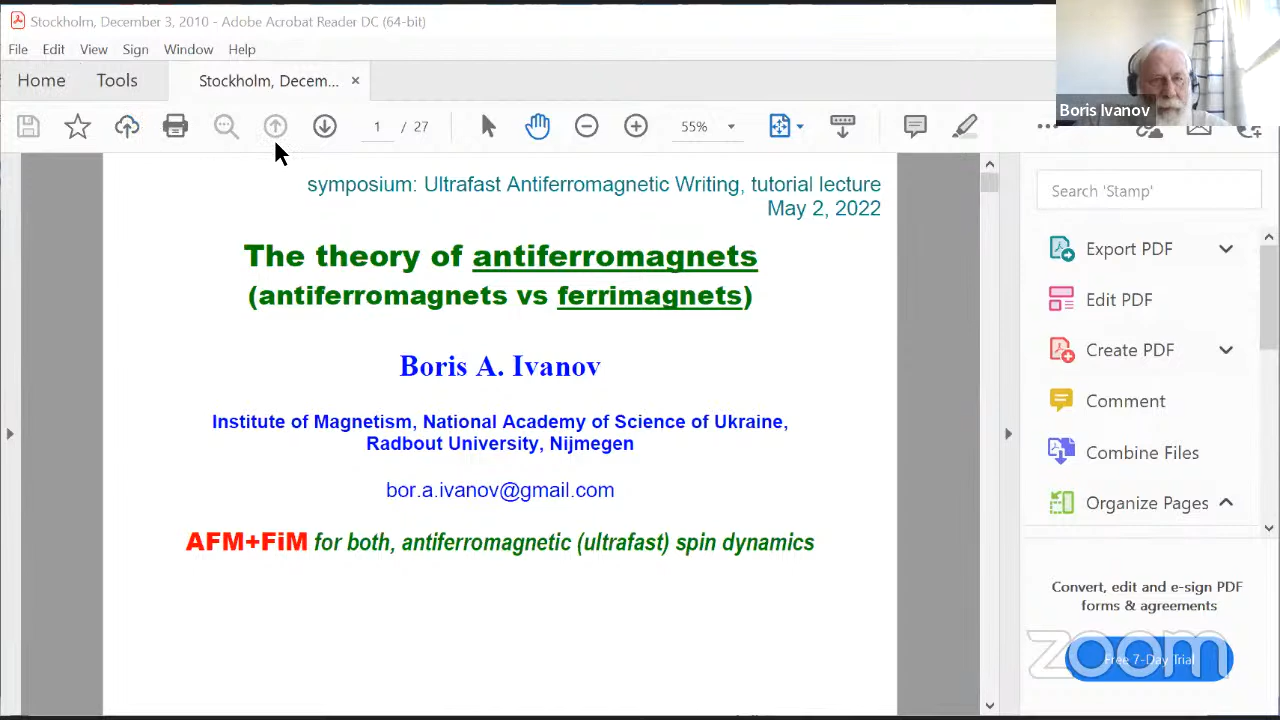 Stockholm, December 3, 2010 - Adobe Acrobat Reader DC (64-bit)
File Edit View Sign Window Help
Home Tools Stockholm, Decem... ×
1 / 27 55%
Boris Ivanov
symposium: Ultrafast Antiferromagnetic Writing, tutorial lecture
May 2, 2022
The theory of antiferromagnets
(antiferromagnets vs ferrimagnets)
Boris A. Ivanov
Institute of Magnetism, National Academy of Science of Ukraine,
Radbout University, Nijmegen
bor.a.ivanov@gmail.com
AFM+FiM for both, antiferromagnetic (ultrafast) spin dynamics
Search 'Stamp'
Export PDF
Edit PDF
Create PDF
Comment
Combine Files
Organize Pages
Convert, edit and e-sign PDF
forms & agreements
Free 7-Day Trial
zoom